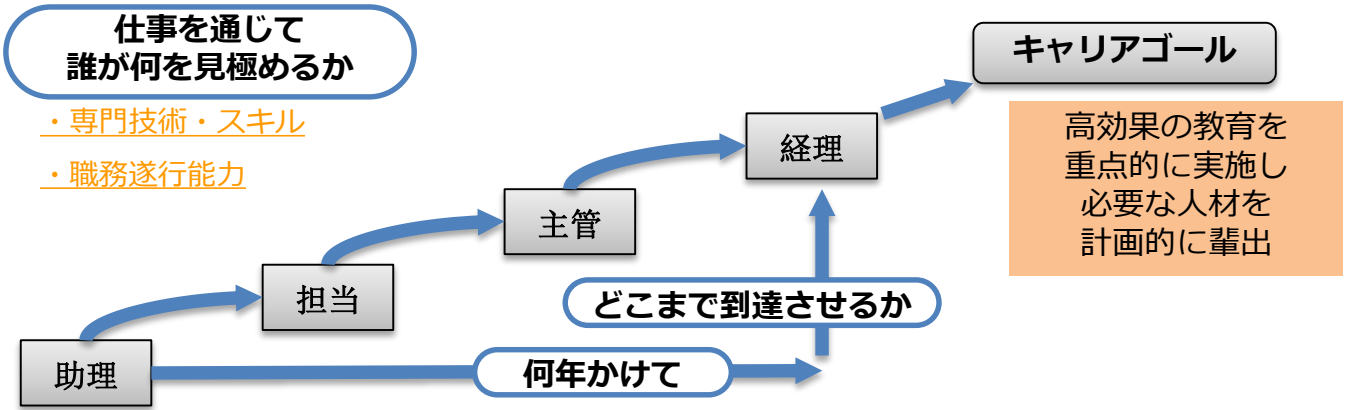 仕事を通じて
誰が何を見極めるか
・専門技術・スキル
・職務遂行能力
キャリアゴール
高効果の教育を
重点的に実施し
必要な人材を
計画的に輩出
経理
主管
担当
助理
どこまで到達させるか
何年かけて